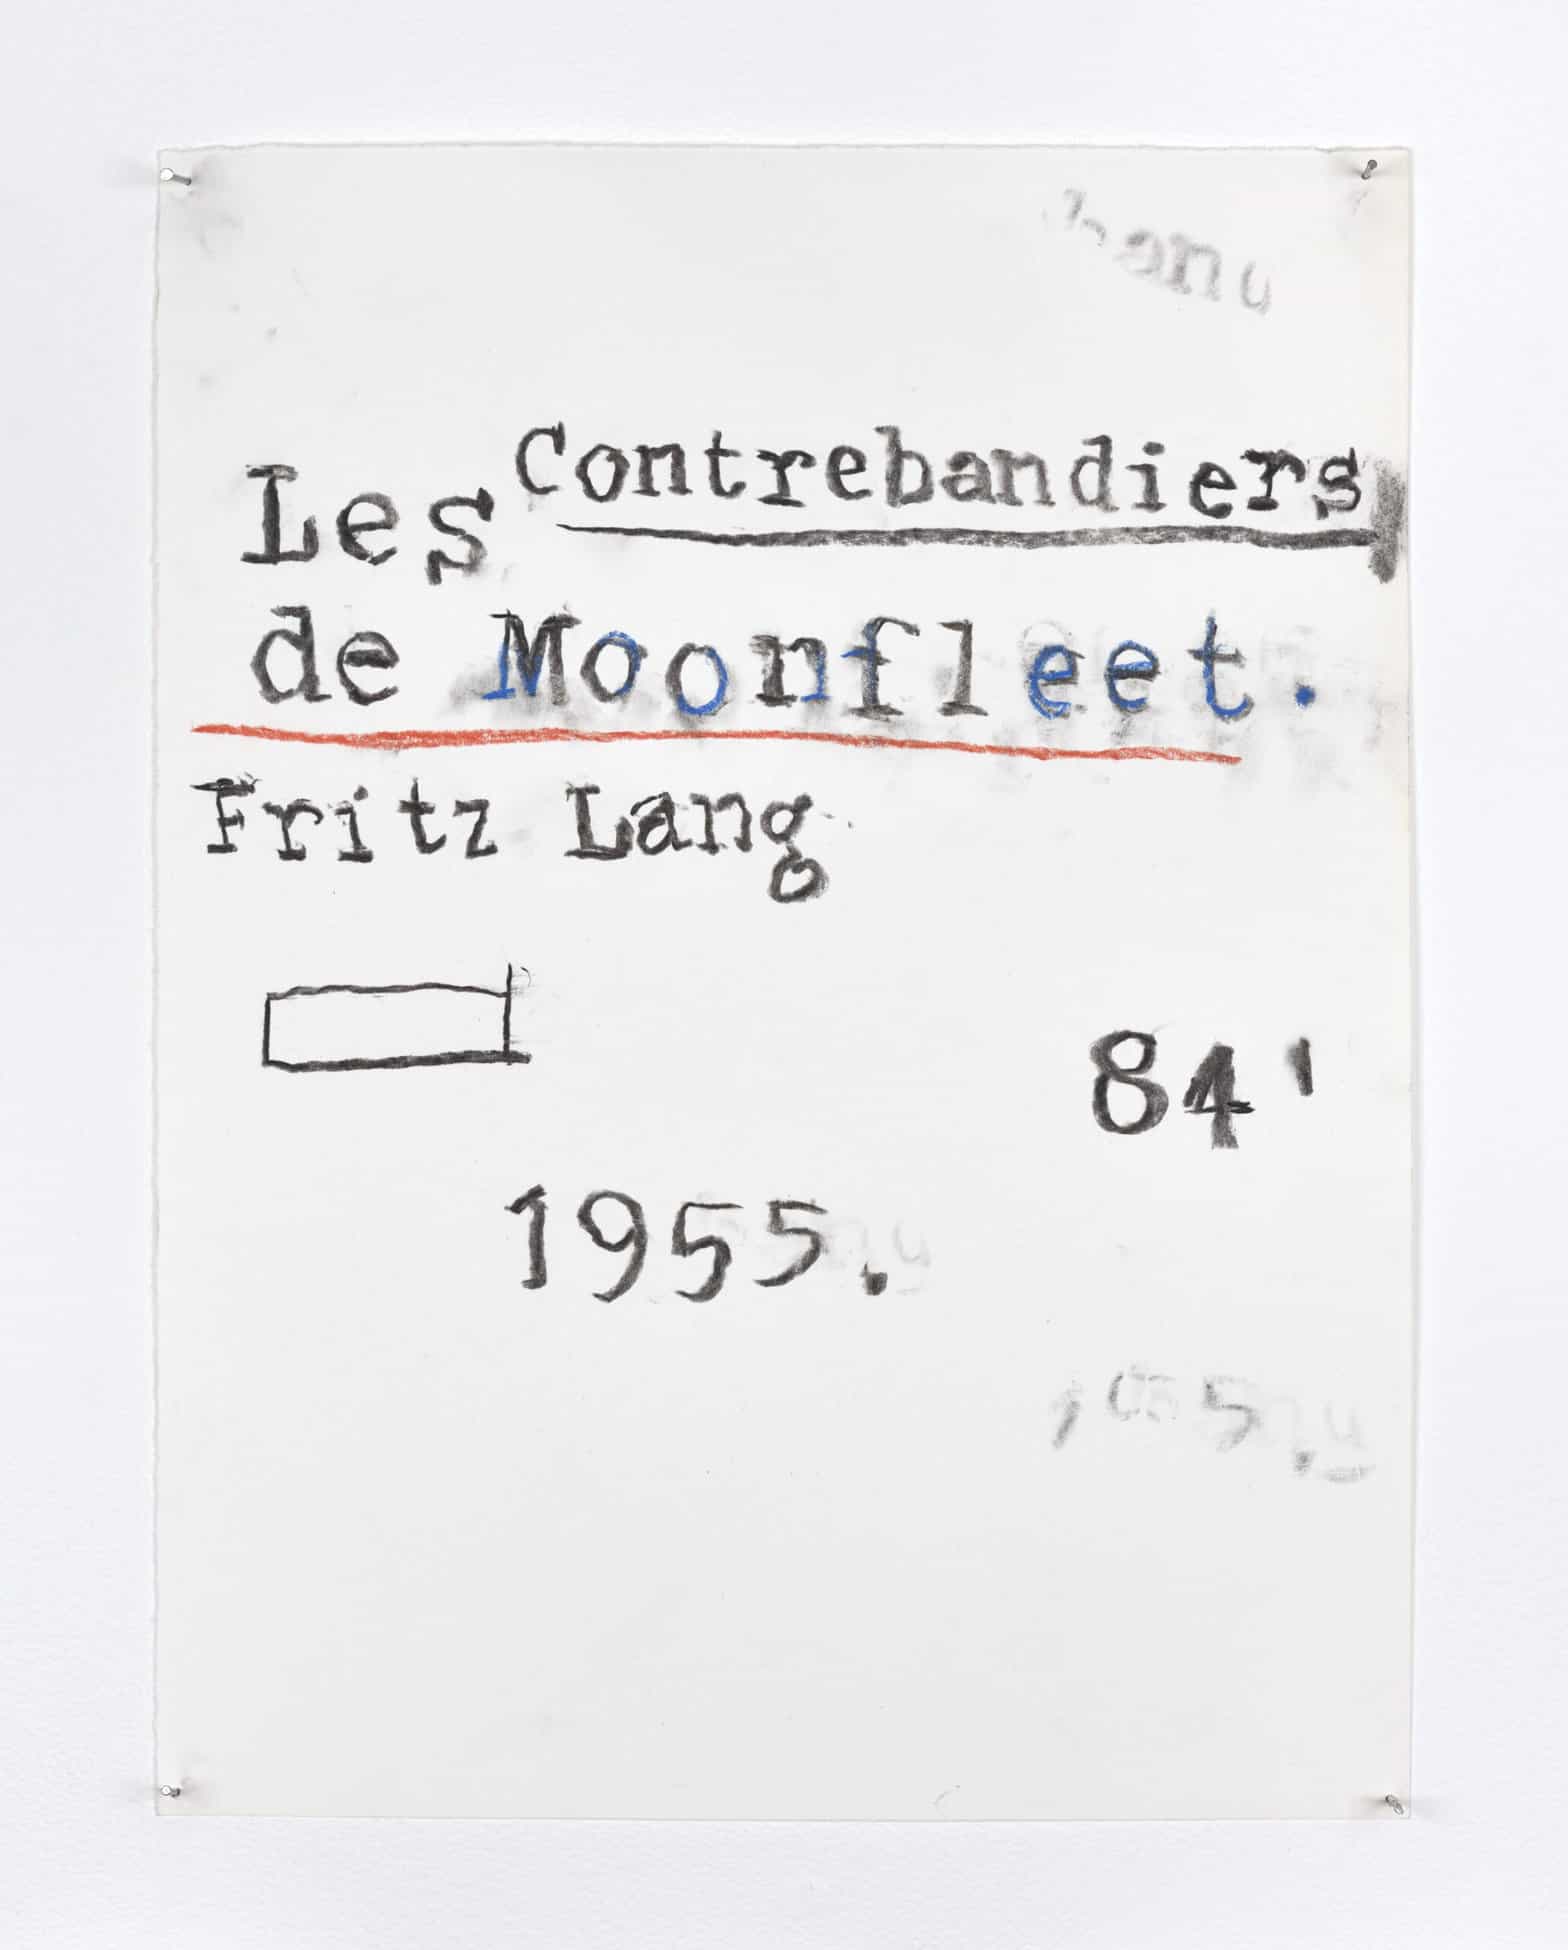 Les Contrebandiers
de Moonfleet.
Fritz Lang
84'
1955.